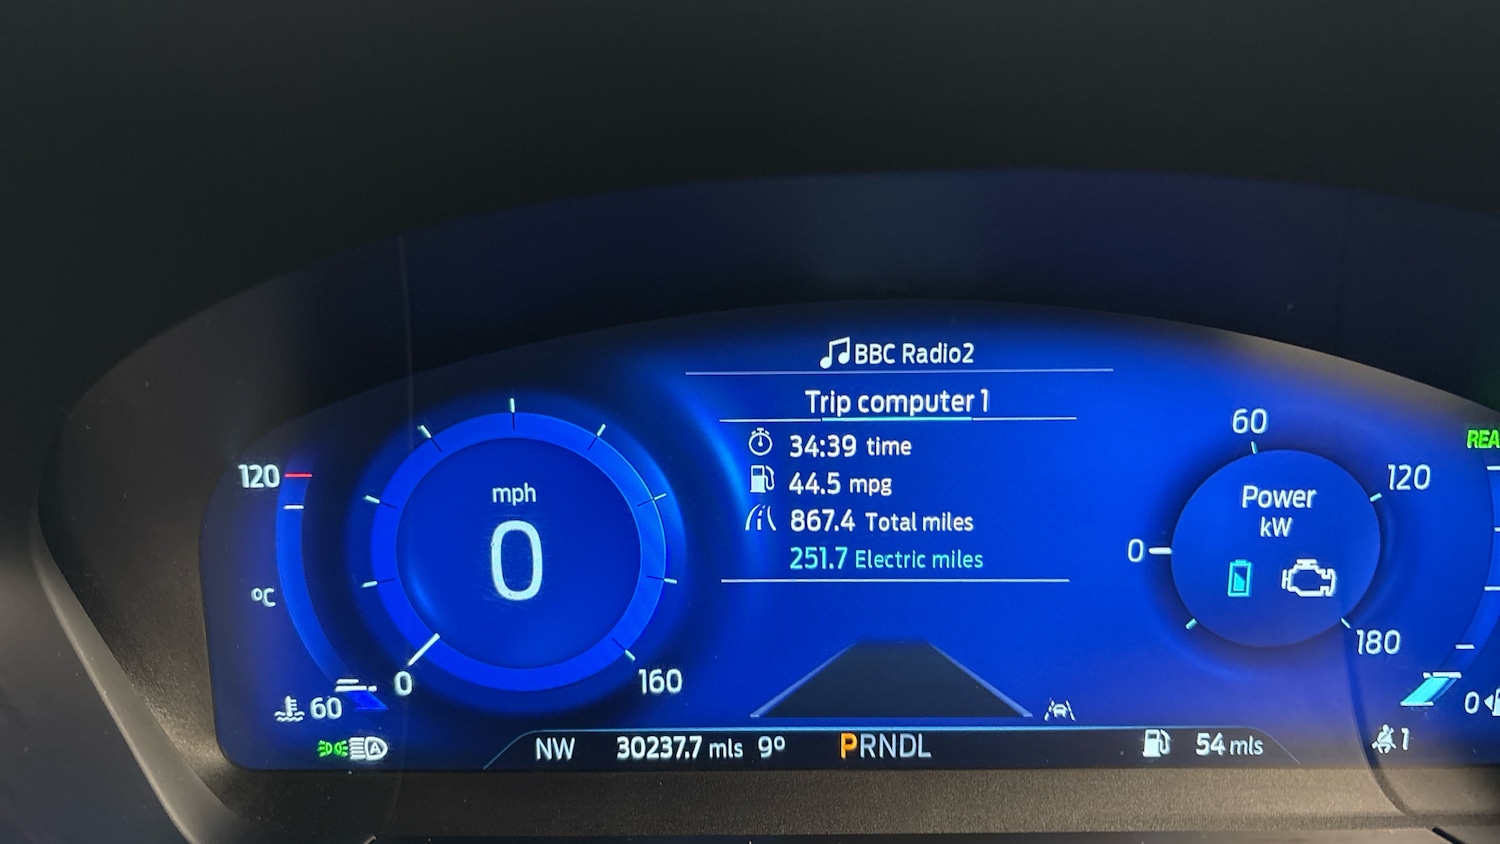 BBC Radio2
Trip computer 1
34:39 time
44.5 mpg
867.4 Total miles
251.7 Electric miles
120
°C
60
mph
0
0
160
60
0
120
Power
kW
180
REA
0
A
NW 30237.7 mls 9° PRNDL 54 mls
1